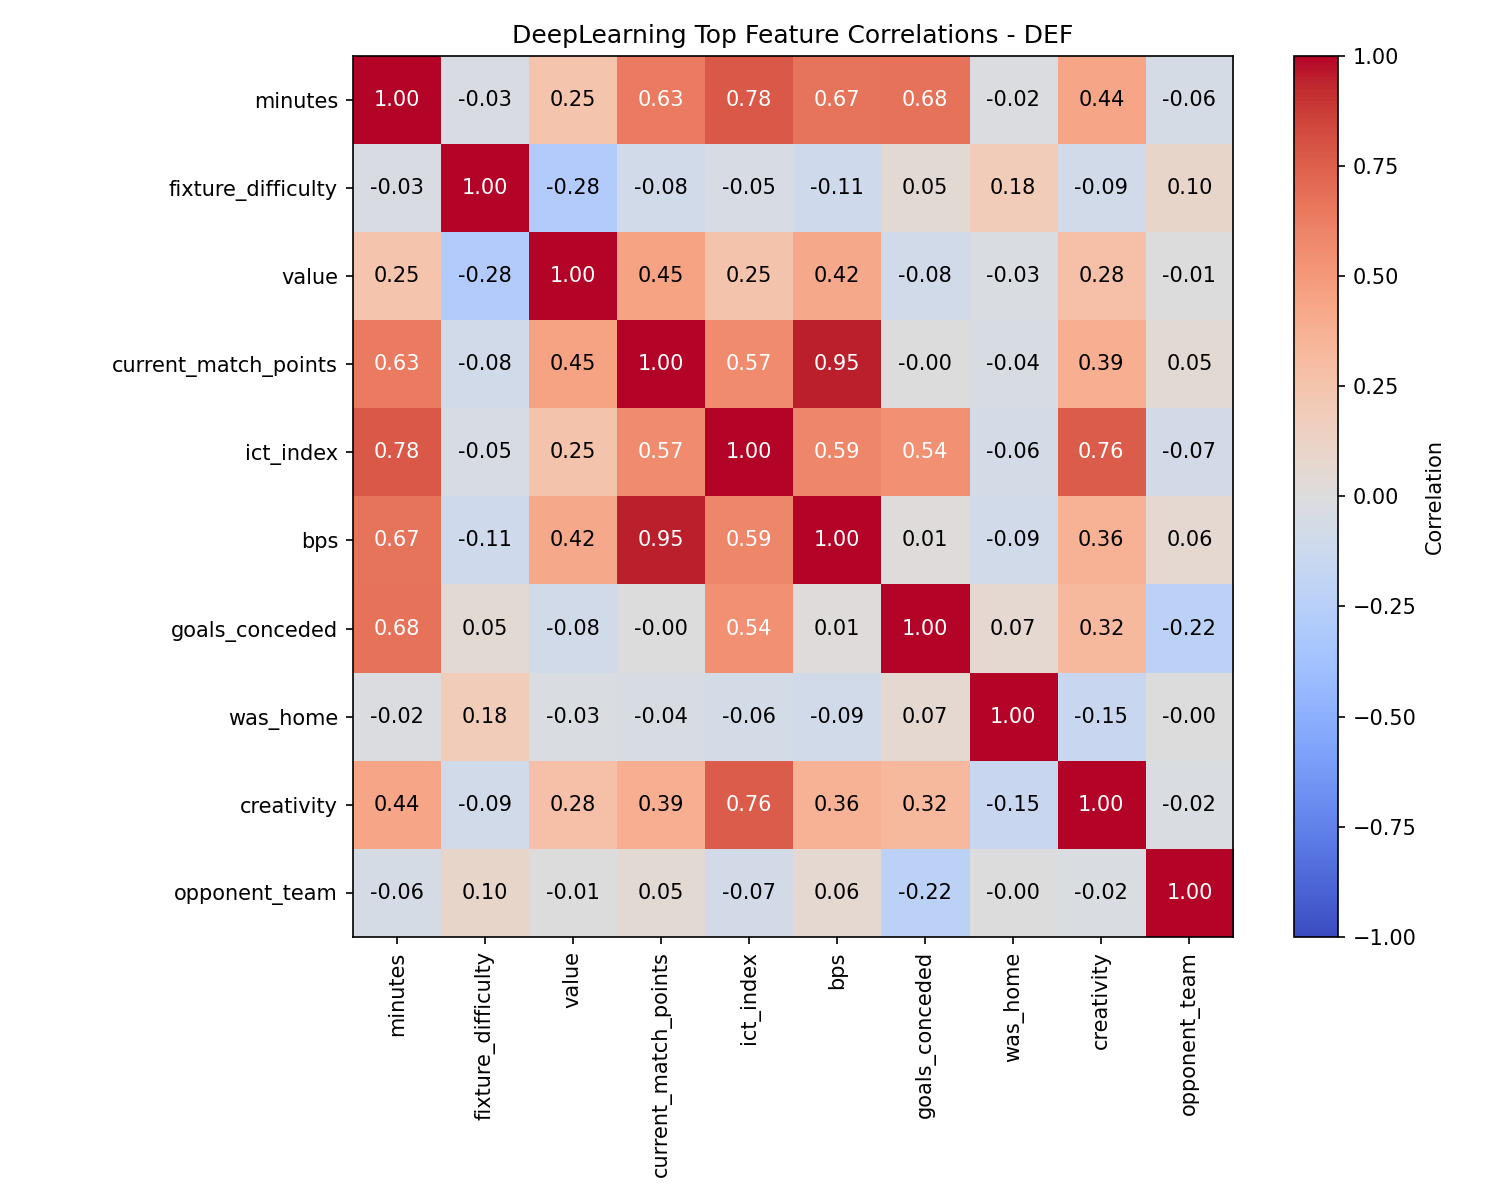 DeepLearning Top Feature Correlations - DEF
minutes 1.00 -0.03 0.25 0.63 0.78 0.67 0.68 -0.02 0.44 -0.06
fixture_difficulty -0.03 1.00 -0.28 -0.08 -0.05 -0.11 0.05 0.18 -0.09 0.10
value 0.25 -0.28 1.00 0.45 0.25 0.42 -0.08 -0.03 0.28 -0.01
current_match_points 0.63 -0.08 0.45 1.00 0.57 0.95 -0.00 -0.04 0.39 0.05
ict_index 0.78 -0.05 0.25 0.57 1.00 0.59 0.54 -0.06 0.76 -0.07
bps 0.67 -0.11 0.42 0.95 0.59 1.00 0.01 -0.09 0.36 0.06
goals_conceded 0.68 0.05 -0.08 -0.00 0.54 0.01 1.00 0.07 0.32 -0.22
was_home -0.02 0.18 -0.03 -0.04 -0.06 -0.09 0.07 1.00 -0.15 -0.00
creativity 0.44 -0.09 0.28 0.39 0.76 0.36 0.32 -0.15 1.00 -0.02
opponent_team -0.06 0.10 -0.01 0.05 -0.07 0.06 -0.22 -0.00 -0.02 1.00
minutes
fixture_difficulty
value
current_match_points
ict_index
bps
goals_conceded
was_home
creativity
opponent_team
1.00
0.75
0.50
0.25
0.00
−0.25
−0.50
−0.75
−1.00
Correlation